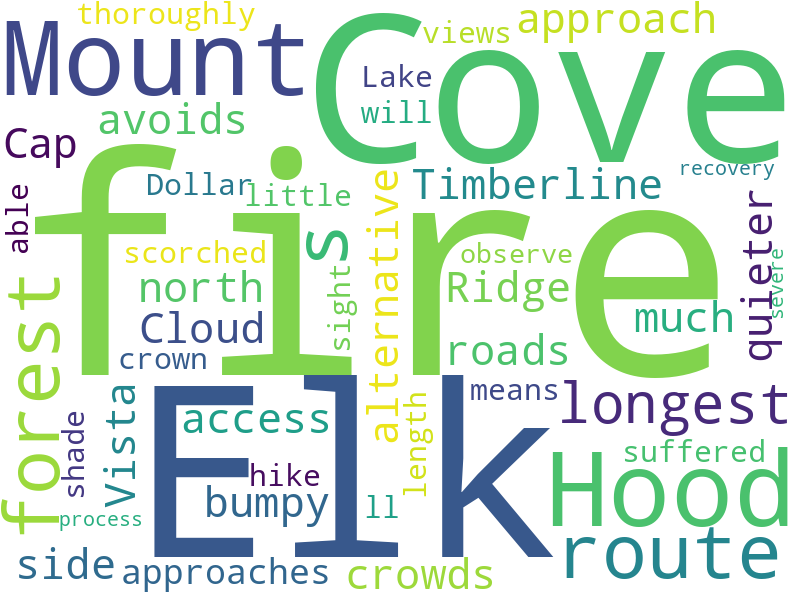 thoroughly
Mount
Cove
views
approach
Lake
will
avoids
Cap
fire
recovery
Dollar
little
Timberline
able
s
alternative
quieter
scorched
observe
severe
north
sight
Ridge
forest
Cloud
much
crown
roads
means
Elk
longest
Vista
access
length
shade
suffered
hike
Hood
bumpy
ll
process
route
side
approaches
crowds